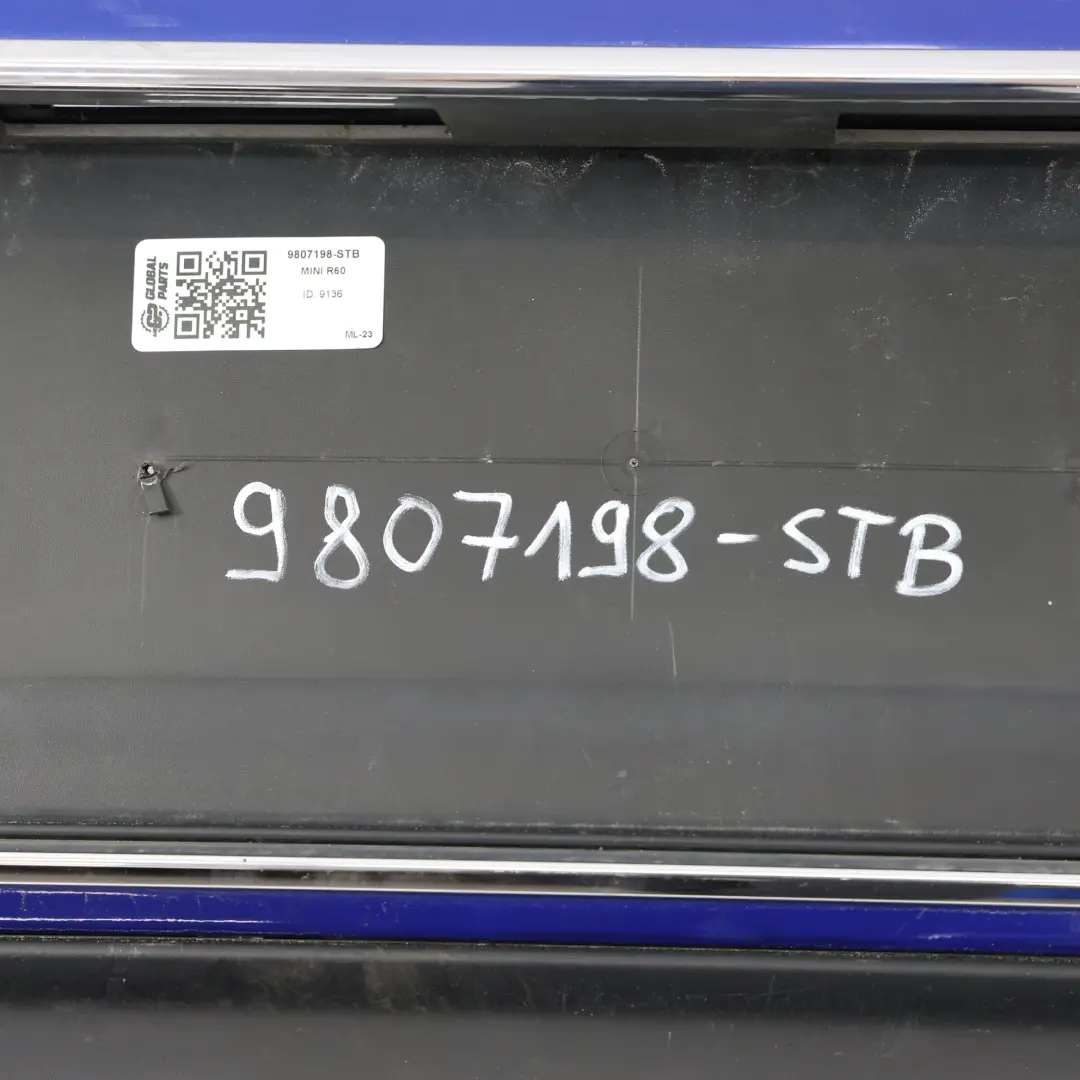 GLOBAL
PARTS
9807198-STB
MINI R60
ID: 9136
ML-23
9807198-STB